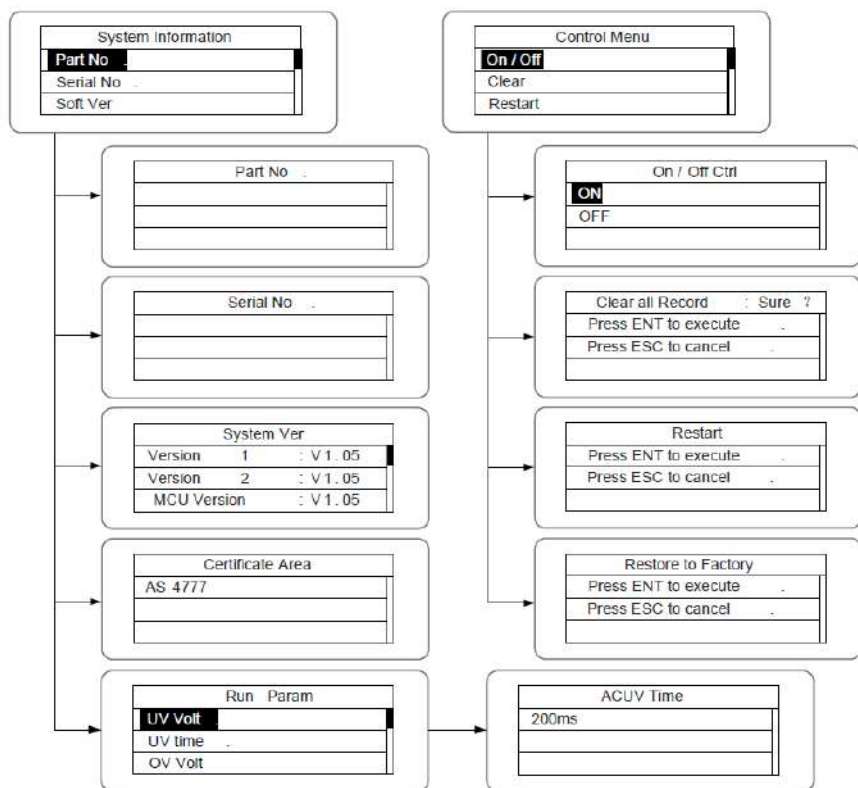 System Information
Part No .
Serial No .
Soft Ver
Control Menu
On / Off
Clear
Restart
Part No .
On / Off Ctrl
ON
OFF
Serial No .
Clear all Record : Sure ?
Press ENT to execute .
Press ESC to cancel .
System Ver
Version 1 : V1.05
Version 2 : V1.05
MCU Version : V1.05
Restart
Press ENT to execute .
Press ESC to cancel .
Certificate Area
AS 4777
Restore to Factory
Press ENT to execute .
Press ESC to cancel .
Run Param
UV Volt .
UV time .
OV Volt
ACUV Time
200ms